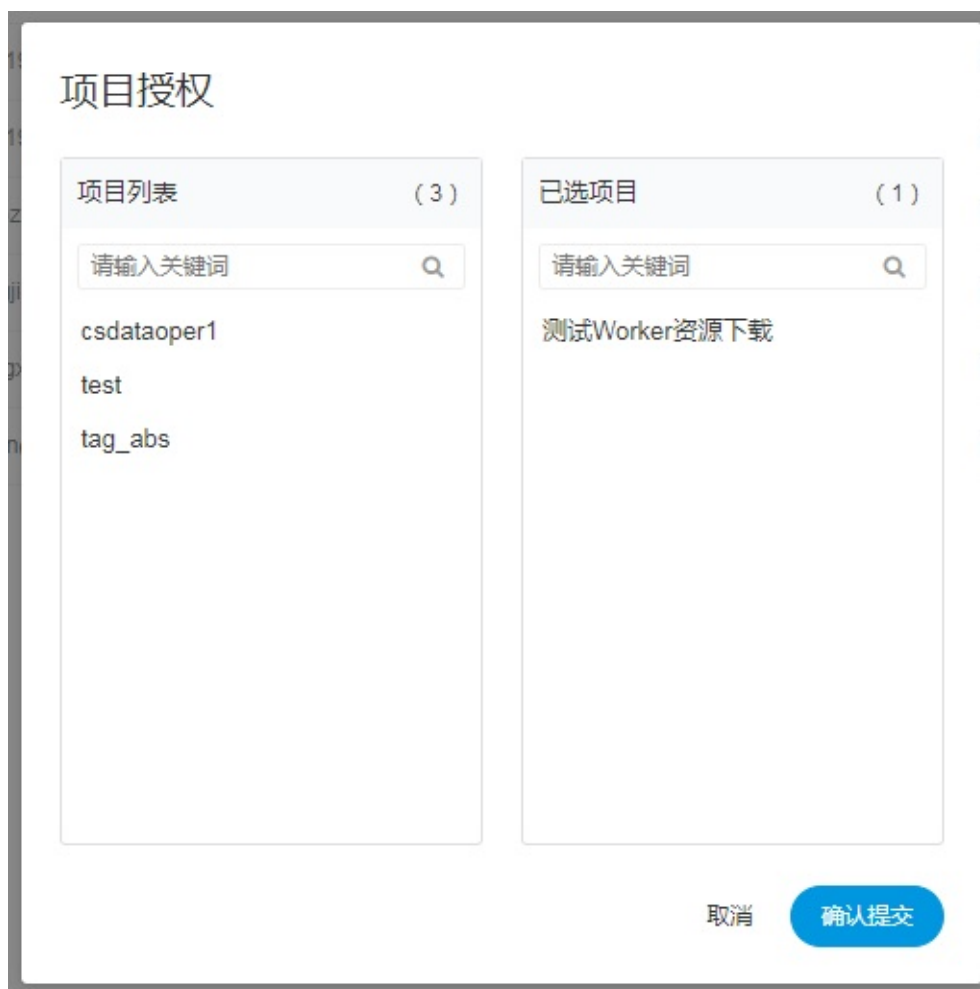 项目授权
项目列表 (3)
请输入关键词
csdataoper1
test
tag_abs
已选项目 (1)
请输入关键词
测试Worker资源下载
取消 确认提交